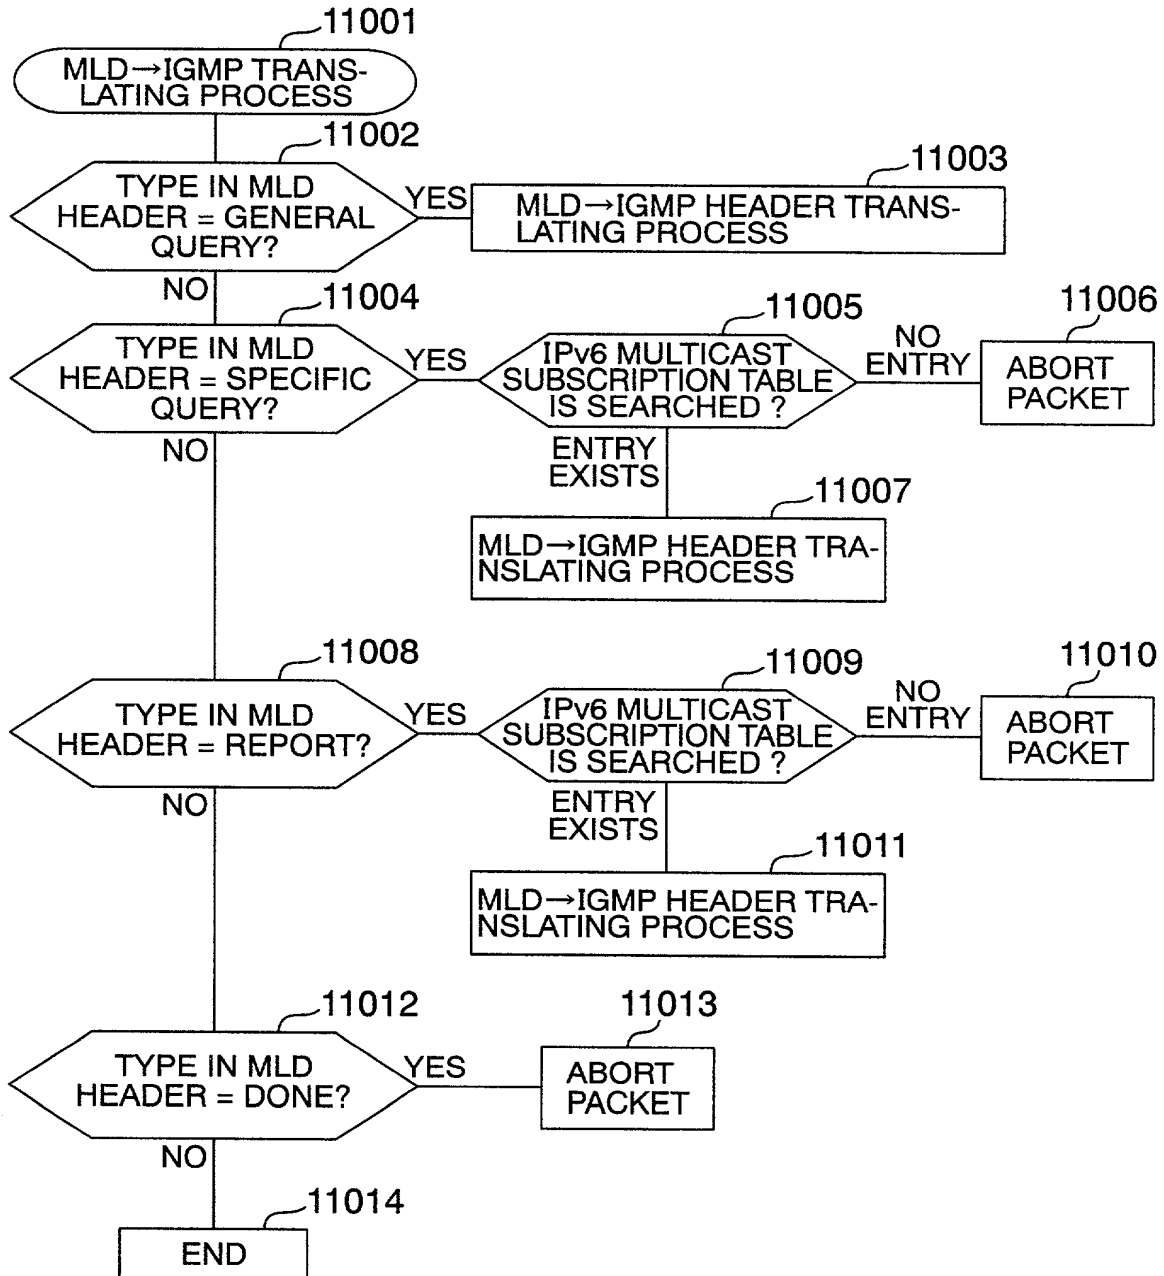 11001
MLD→IGMP TRANS-
LATING PROCESS
11002
TYPE IN MLD
HEADER = GENERAL
QUERY?
YES
11003
MLD→IGMP HEADER TRANS-
LATING PROCESS
NO
11004
TYPE IN MLD
HEADER = SPECIFIC
QUERY?
YES
11005
IPv6 MULTICAST
SUBSCRIPTION TABLE
IS SEARCHED ?
NO
ENTRY
11006
ABORT
PACKET
NO
ENTRY
EXISTS
11007
MLD→IGMP HEADER TRA-
NSLATING PROCESS
11008
TYPE IN MLD
HEADER = REPORT?
YES
11009
IPv6 MULTICAST
SUBSCRIPTION TABLE
IS SEARCHED ?
NO
ENTRY
11010
ABORT
PACKET
NO
ENTRY
EXISTS
11011
MLD→IGMP HEADER TRA-
NSLATING PROCESS
11012
TYPE IN MLD
HEADER = DONE?
YES
11013
ABORT
PACKET
NO
11014
END